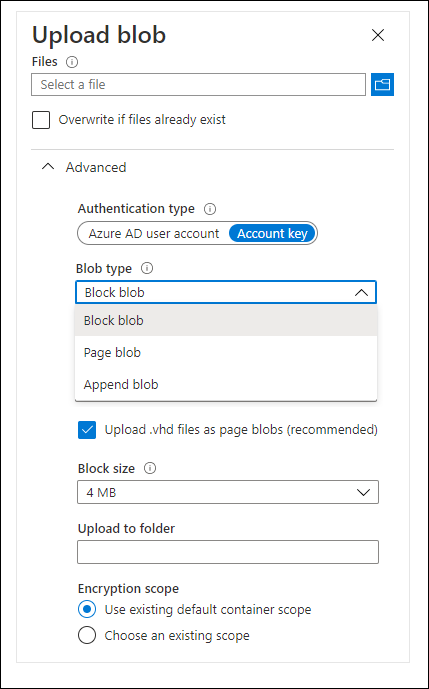 Upload blob
Files
Select a file
Overwrite if files already exist
Advanced
Authentication type
Azure AD user account Account key
Blob type
Block blob
Block blob
Page blob
Append blob
Upload .vhd files as page blobs (recommended)
Block size
4 MB
Upload to folder
Encryption scope
Use existing default container scope
Choose an existing scope